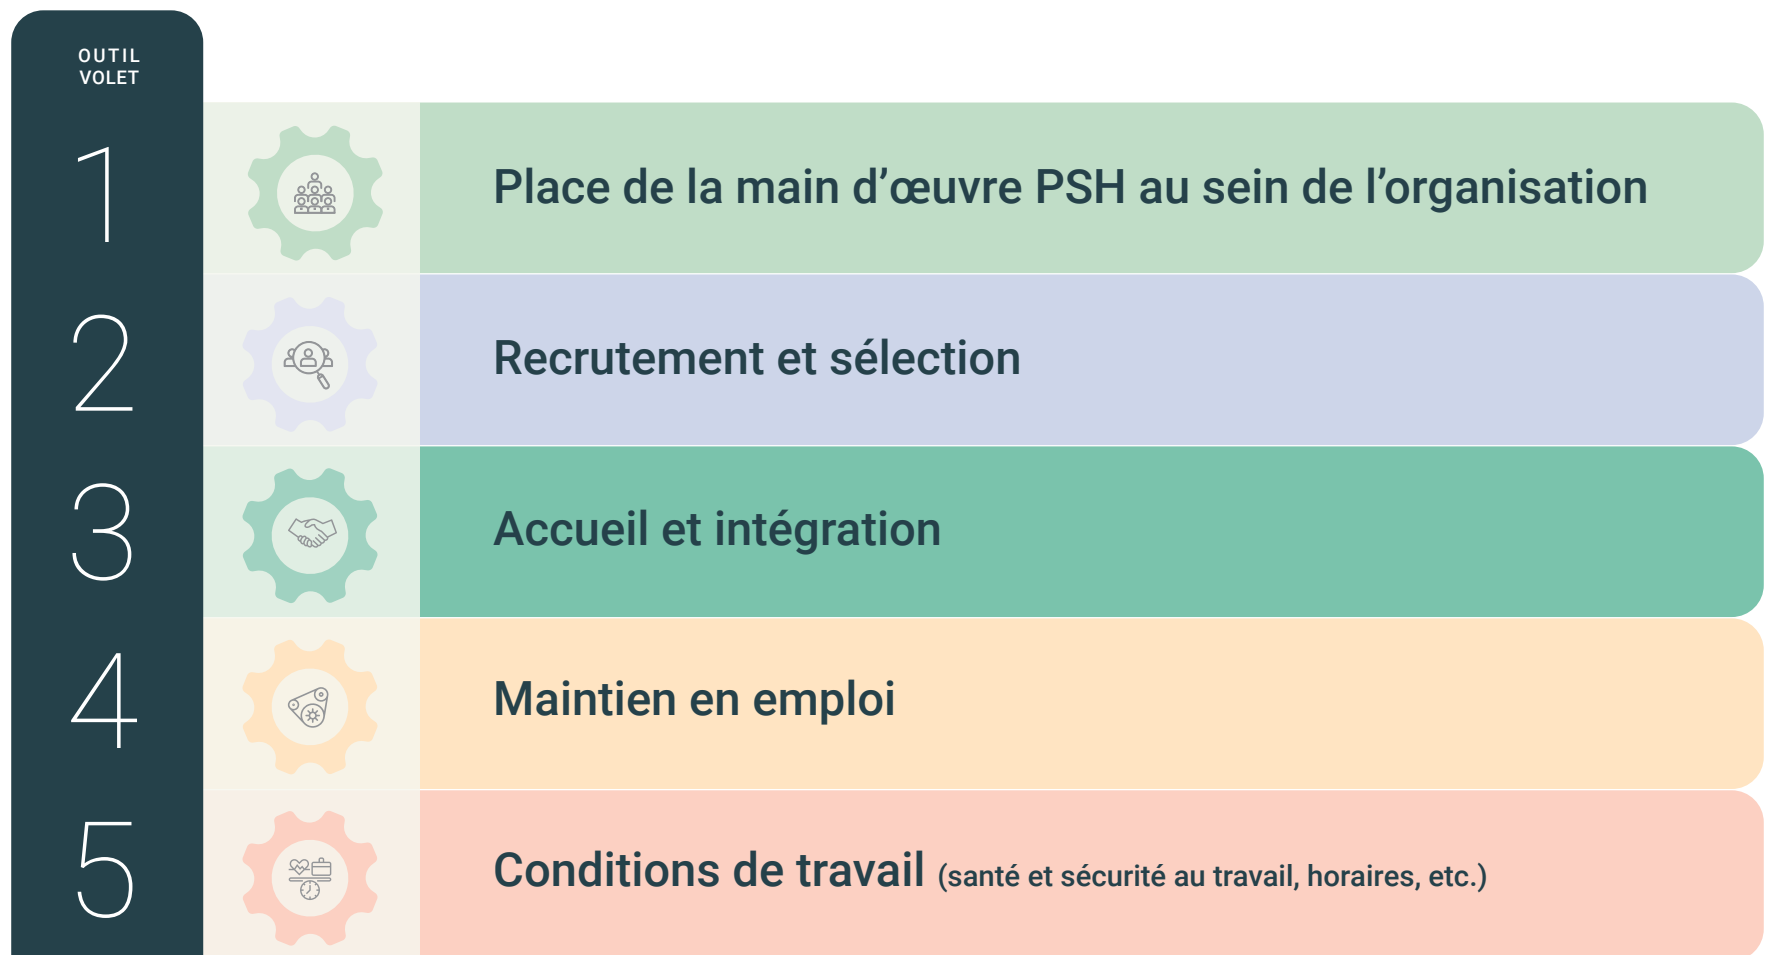 OUTIL
VOLET
1
Place de la main d’œuvre PSH au sein de l’organisation
2
Recrutement et sélection
3
Accueil et intégration
4
Maintien en emploi
5
Conditions de travail (santé et sécurité au travail, horaires, etc.)